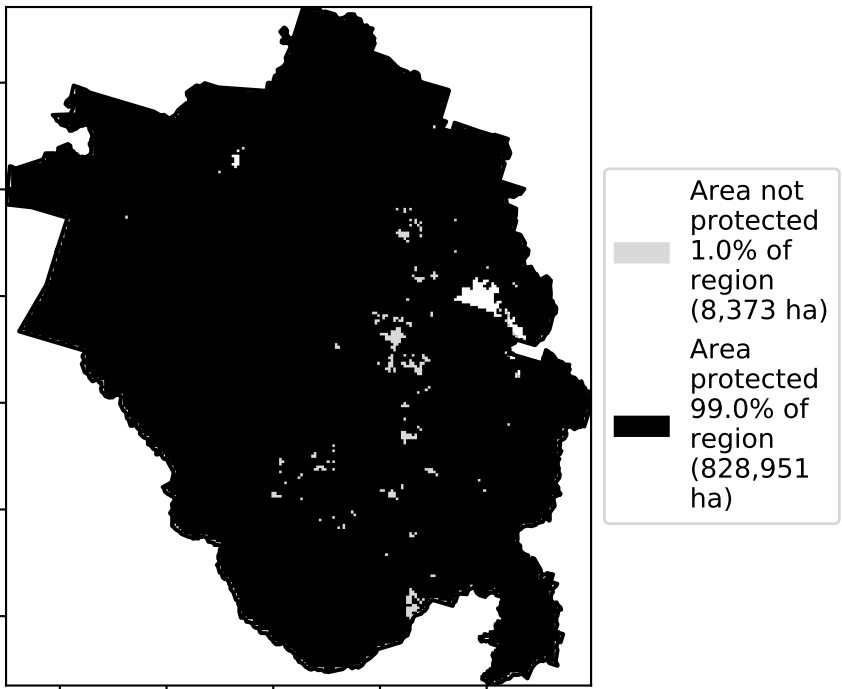 Area not
protected
1.0% of
region
(8,373 ha)
Area
protected
99.0% of
region
(828,951
ha)